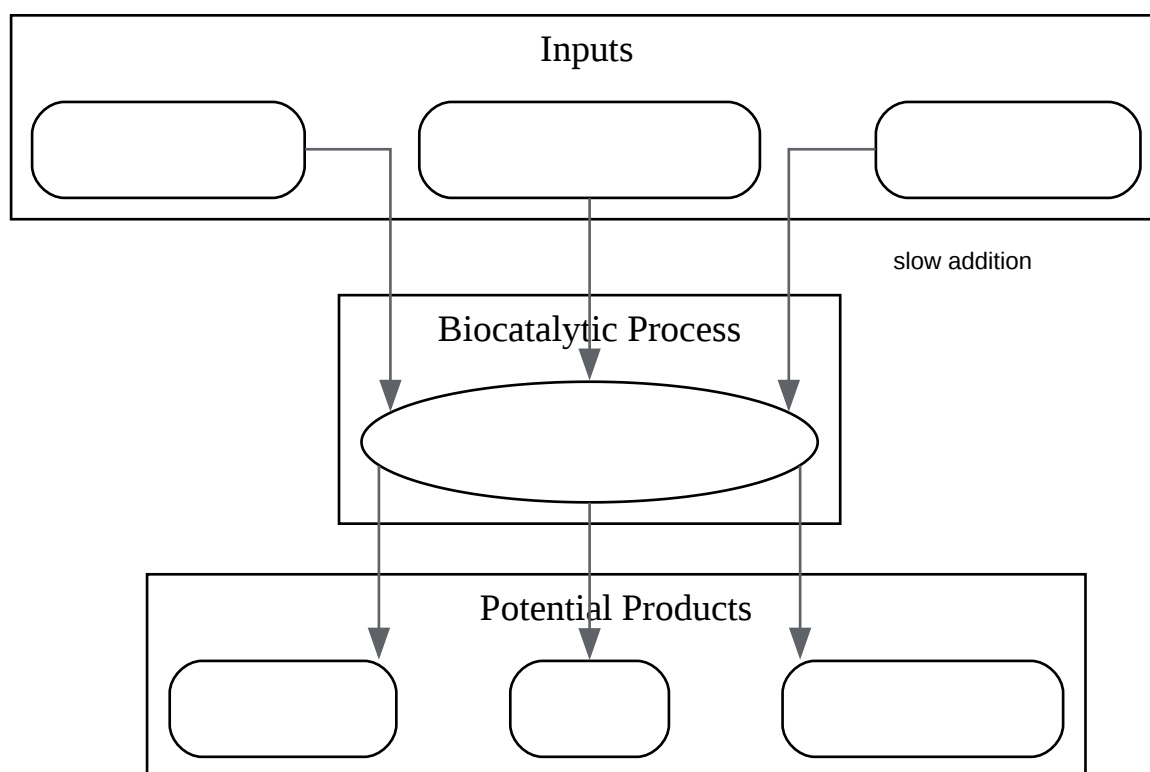 Inputs
slow addition
Biocatalytic Process
Potential Products